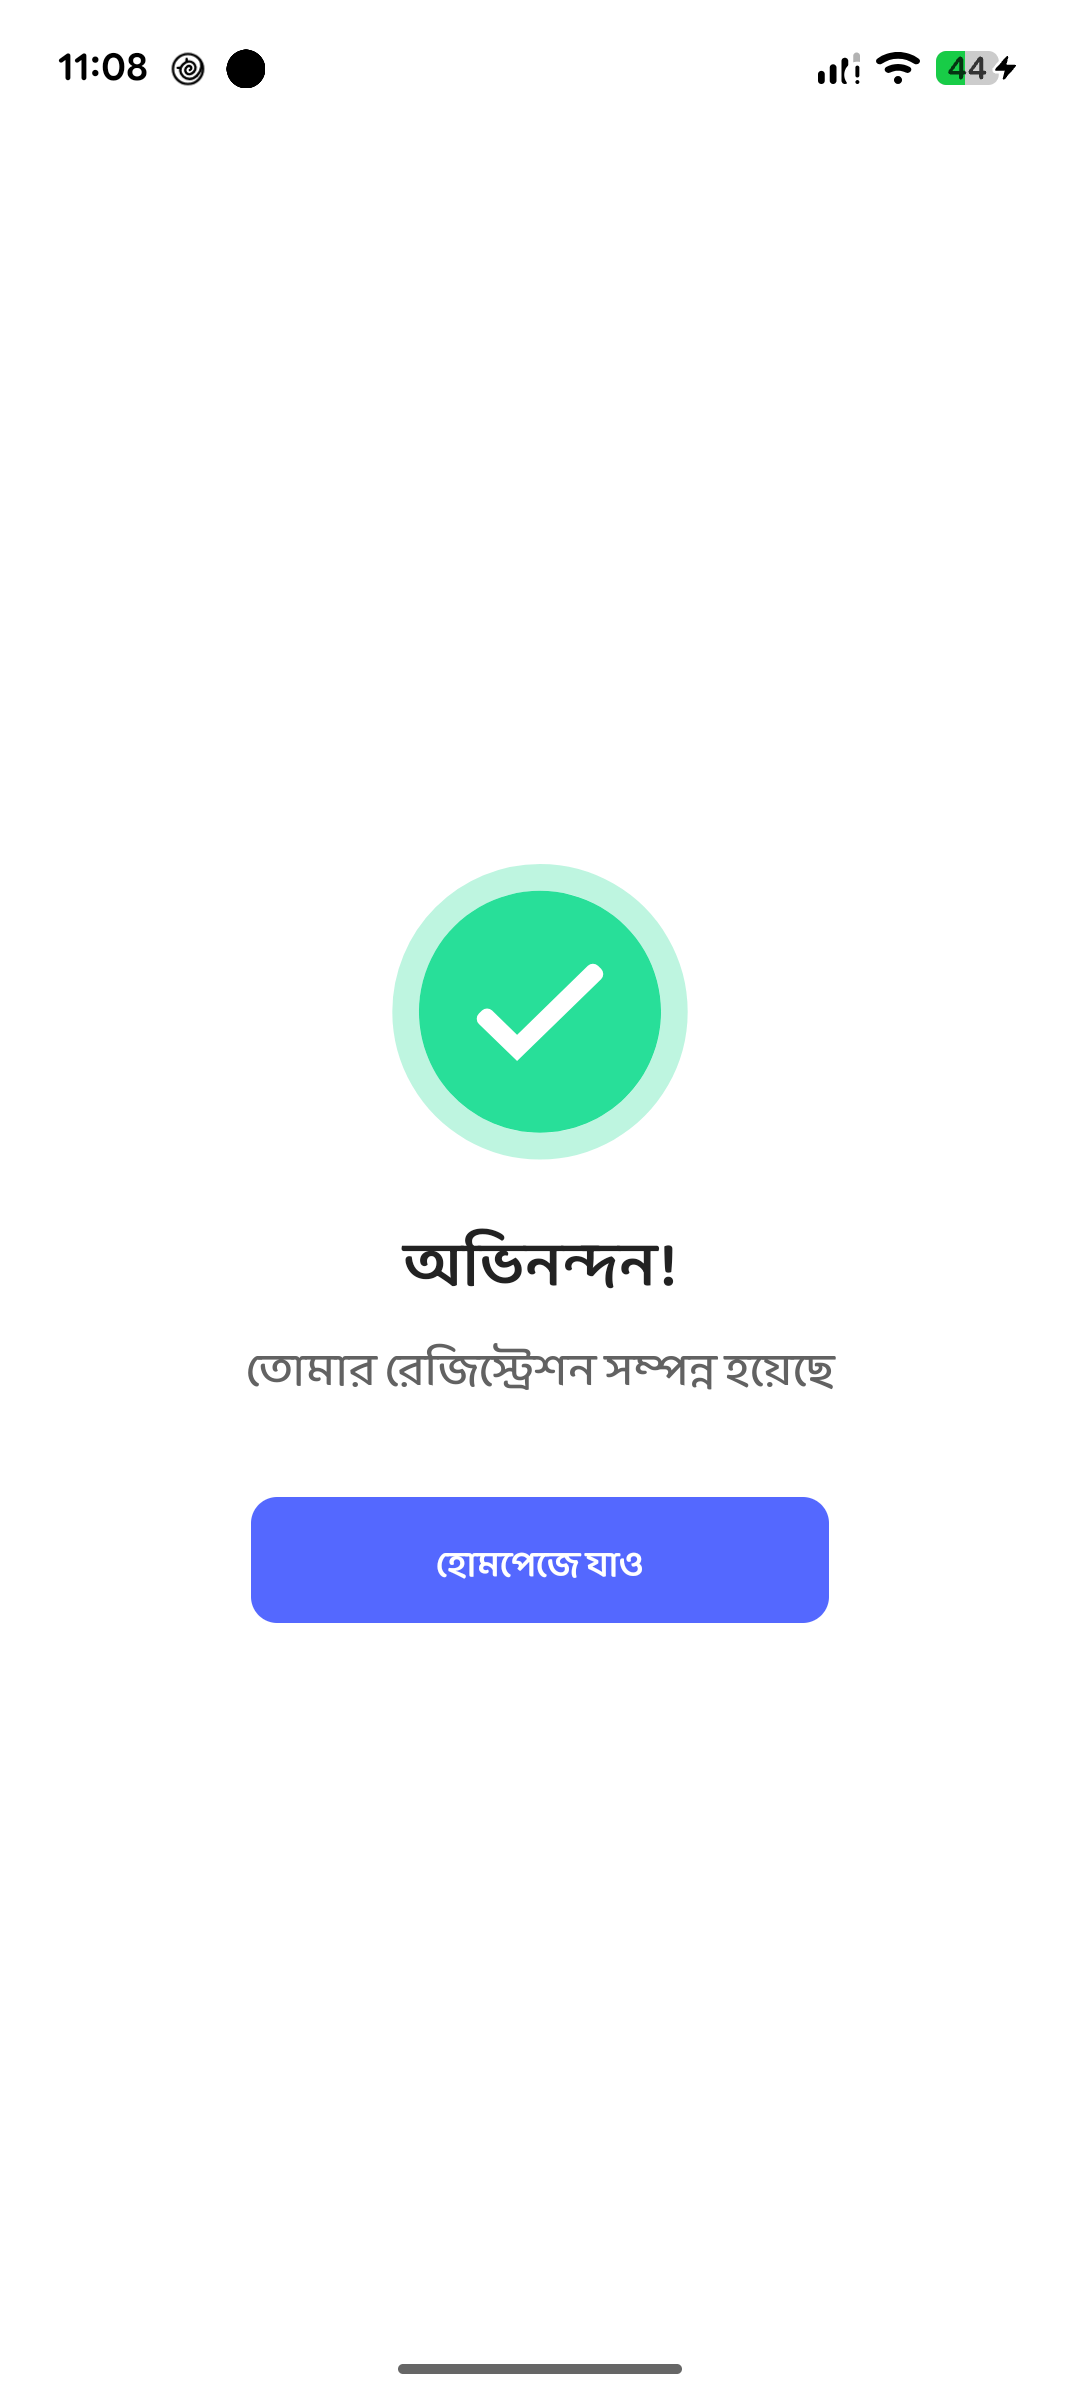 11:08
44
অভিনন্দন!
তোমার রেজিস্ট্রেশন সম্পন্ন হয়েছে
হোমপেজে যাও